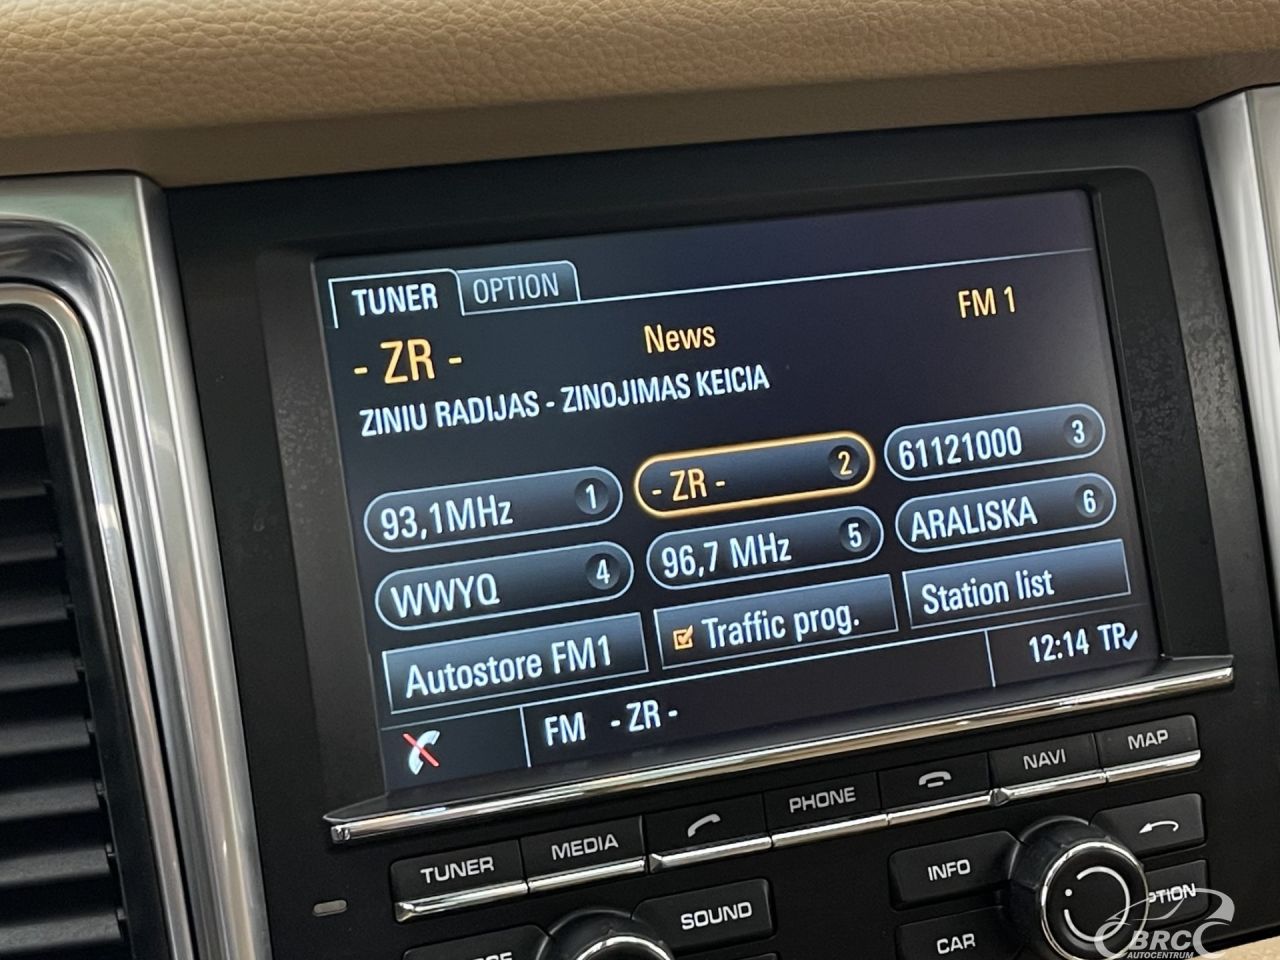 TUNER OPTION
- ZR - News FM 1
ZINIU RADIJAS - ZINOJIMAS KEICIA
93,1MHz 1 - ZR - 2 61121000 3
WWYQ 4 96,7 MHz 5 ARALISKA 6
Autostore FM1 Traffic prog. Station list
FM - ZR - 12:14 TP
TUNER MEDIA PHONE NAVI MAP
SOUND INFO
CAR
BRC
AUTOCENTRUM